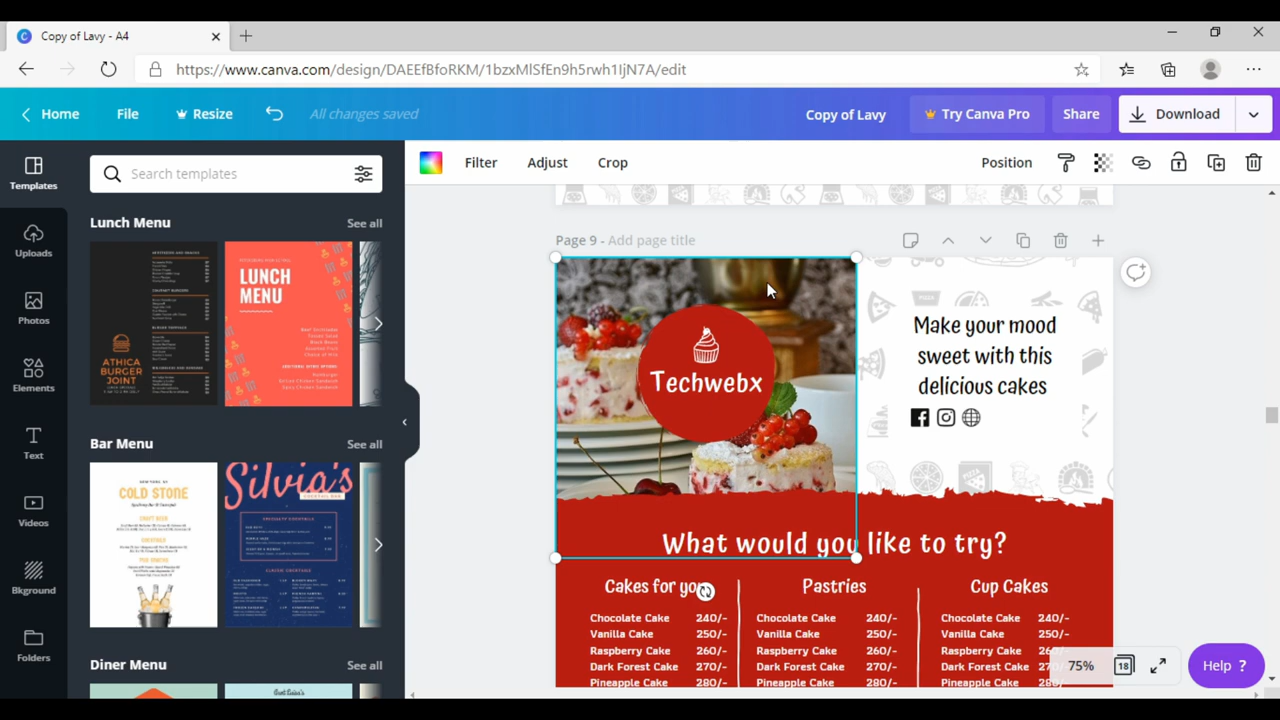 Copy of Lavy - A4
https://www.canva.com/design/DAEEfBfoRKM/1bzxMlSfEn9h5rwh1IjN7A/edit
Home File Resize All changes saved Copy of Lavy Try Canva Pro Share Download
Templates
Uploads
Photos
Elements
Text
Videos
Bkground
Folders
Search templates
Lunch Menu See all
ATHICA
BURGER
JOINT
LUNCH
MENU
Bar Menu See all
COLD STONE
Silvia's
Diner Menu See all
Filter Adjust Crop Position
Page 9 - Add page title
Techwebx
Make your mood
sweet with this
delicious cakes
What would you like to try?
Cakes for you Pastries Cup Cakes
Chocolate Cake 240/- Chocolate Cake 240/- Chocolate Cake 240/-
Vanilla Cake 250/- Vanilla Cake 250/- Vanilla Cake 250/-
Raspberry Cake 260/- Raspberry Cake 260/- Raspberry Cake
Dark Forest Cake 270/- Dark Forest Cake 270/- Dark Forest Cake
Pineapple Cake 280/- Pineapple Cake 280/- Pineapple Cake
75% 18 Help ?